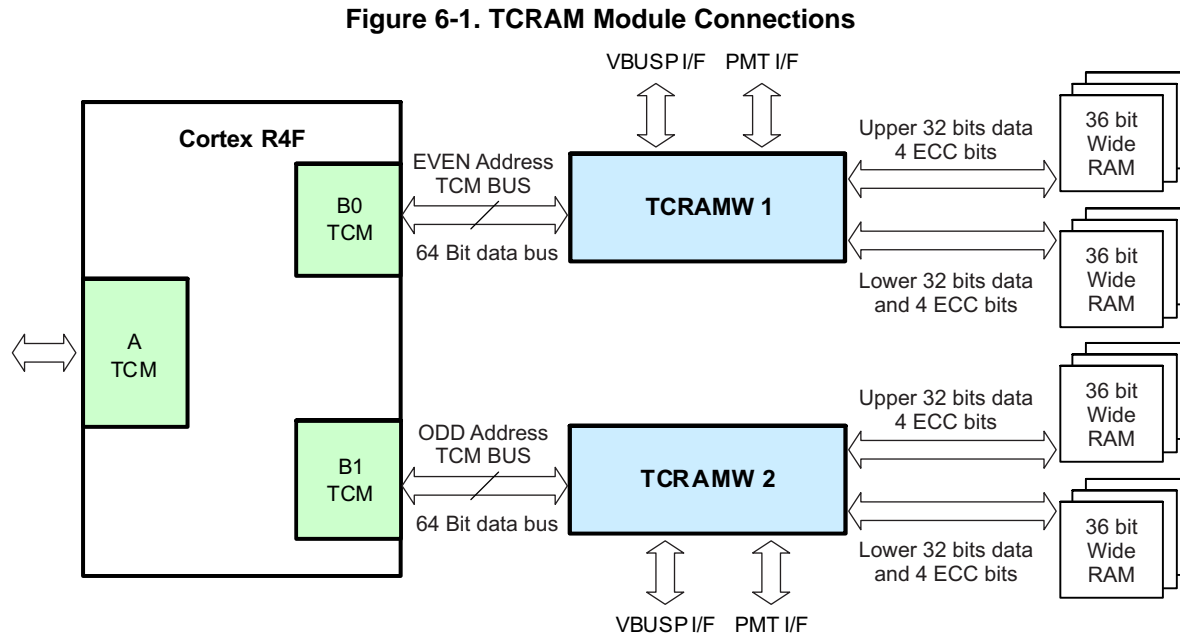 Figure 6-1. TCRAM Module Connections
VBUSP I/F
PMT I/F
Cortex R4F
B0
TCM
EVEN Address
TCM BUS
64 Bit data bus
TCRAMW 1
Upper 32 bits data
4 ECC bits
36 bit
Wide
RAM
Lower 32 bits data
and 4 ECC bits
36 bit
Wide
RAM
A
TCM
B1
TCM
ODD Address
TCM BUS
64 Bit data bus
TCRAMW 2
Upper 32 bits data
4 ECC bits
36 bit
Wide
RAM
Lower 32 bits data
and 4 ECC bits
36 bit
Wide
RAM
VBUSP I/F
PMT I/F